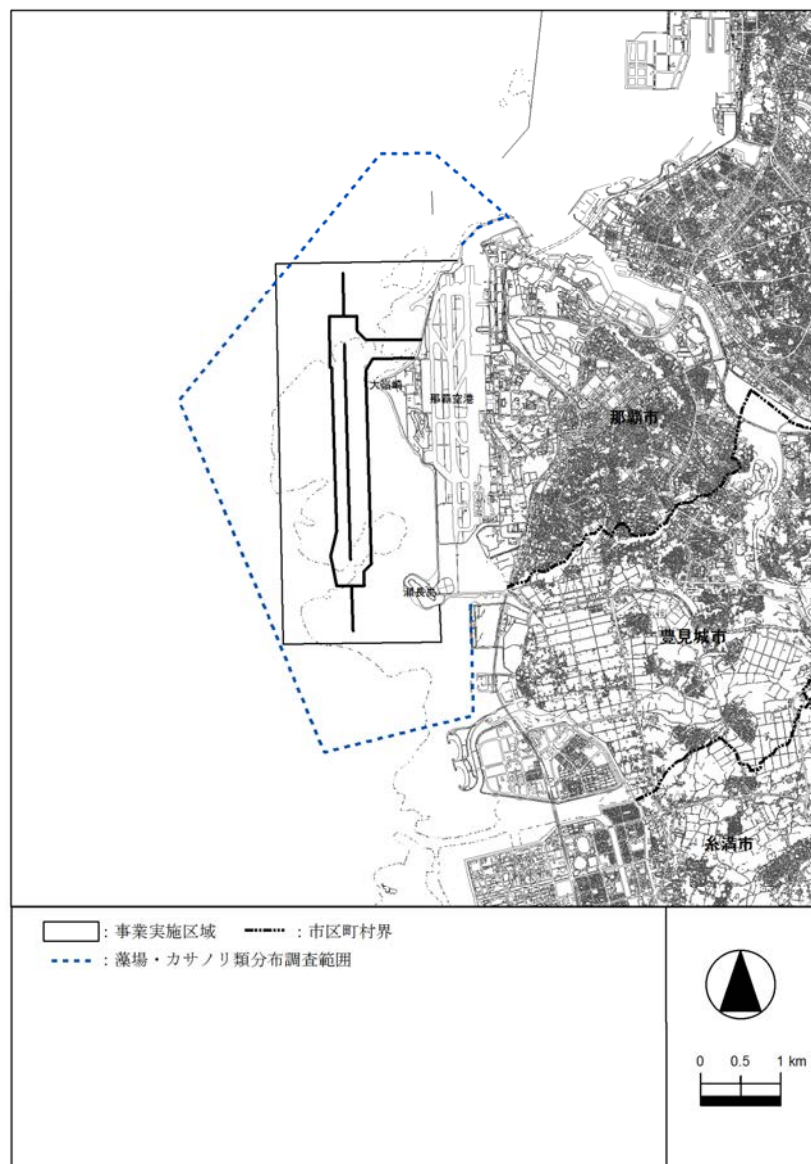 大嶺崎
那覇空港
那覇市
瀬長島
豊見城市
糸満市
: 事業実施区域 : 市区町村界
: 藻場・カサノリ類分布調査範囲
0 0.5 1 km